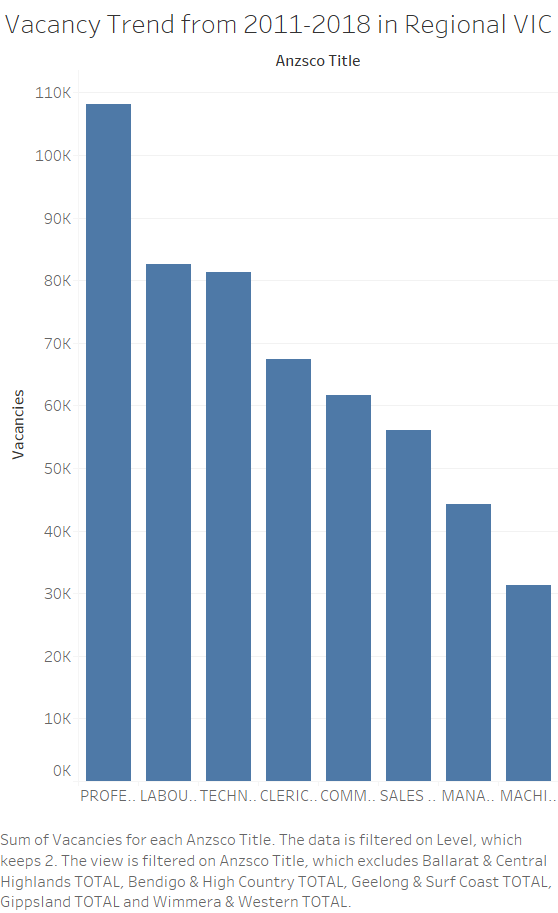 Vacancy Trend from 2011-2018 in Regional VIC
Anzsco Title
110K
100K
90K
80K
70K
60K
50K
40K
30K
20K
10K
0K
Vacancies
PROFE.. LABOU.. TECHN.. CLERIC.. COMM.. SALES .. MANA.. MACHI..
Sum of Vacancies for each Anzsco Title. The data is filtered on Level, which
keeps 2. The view is filtered on Anzsco Title, which excludes Ballarat & Central
Highlands TOTAL, Bendigo & High Country TOTAL, Geelong & Surf Coast TOTAL,
Gippsland TOTAL and Wimmera & Western TOTAL.